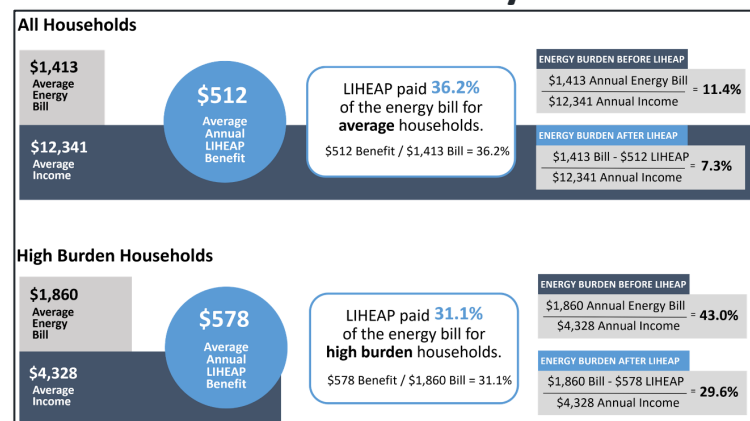 All Households
$1,413
Average
Energy
Bill
$12,341
Average
Income
$512
Average
Annual
LIHEAP
Benefit
LIHEAP paid 36.2%
of the energy bill for
average households.
$512 Benefit / $1,413 Bill = 36.2%
ENERGY BURDEN BEFORE LIHEAP
$1,413 Annual Energy Bill
$12,341 Annual Income
= 11.4%
ENERGY BURDEN AFTER LIHEAP
$1,413 Bill - $512 LIHEAP
$12,341 Annual Income
= 7.3%
High Burden Households
$1,860
Average
Energy
Bill
$4,328
Average
Income
$578
Average
Annual
LIHEAP
Benefit
LIHEAP paid 31.1%
of the energy bill for
high burden households.
$578 Benefit / $1,860 Bill = 31.1%
ENERGY BURDEN BEFORE LIHEAP
$1,860 Annual Energy Bill
$4,328 Annual Income
= 43.0%
ENERGY BURDEN AFTER LIHEAP
$1,860 Bill - $578 LIHEAP
$4,328 Annual Income
= 29.6%